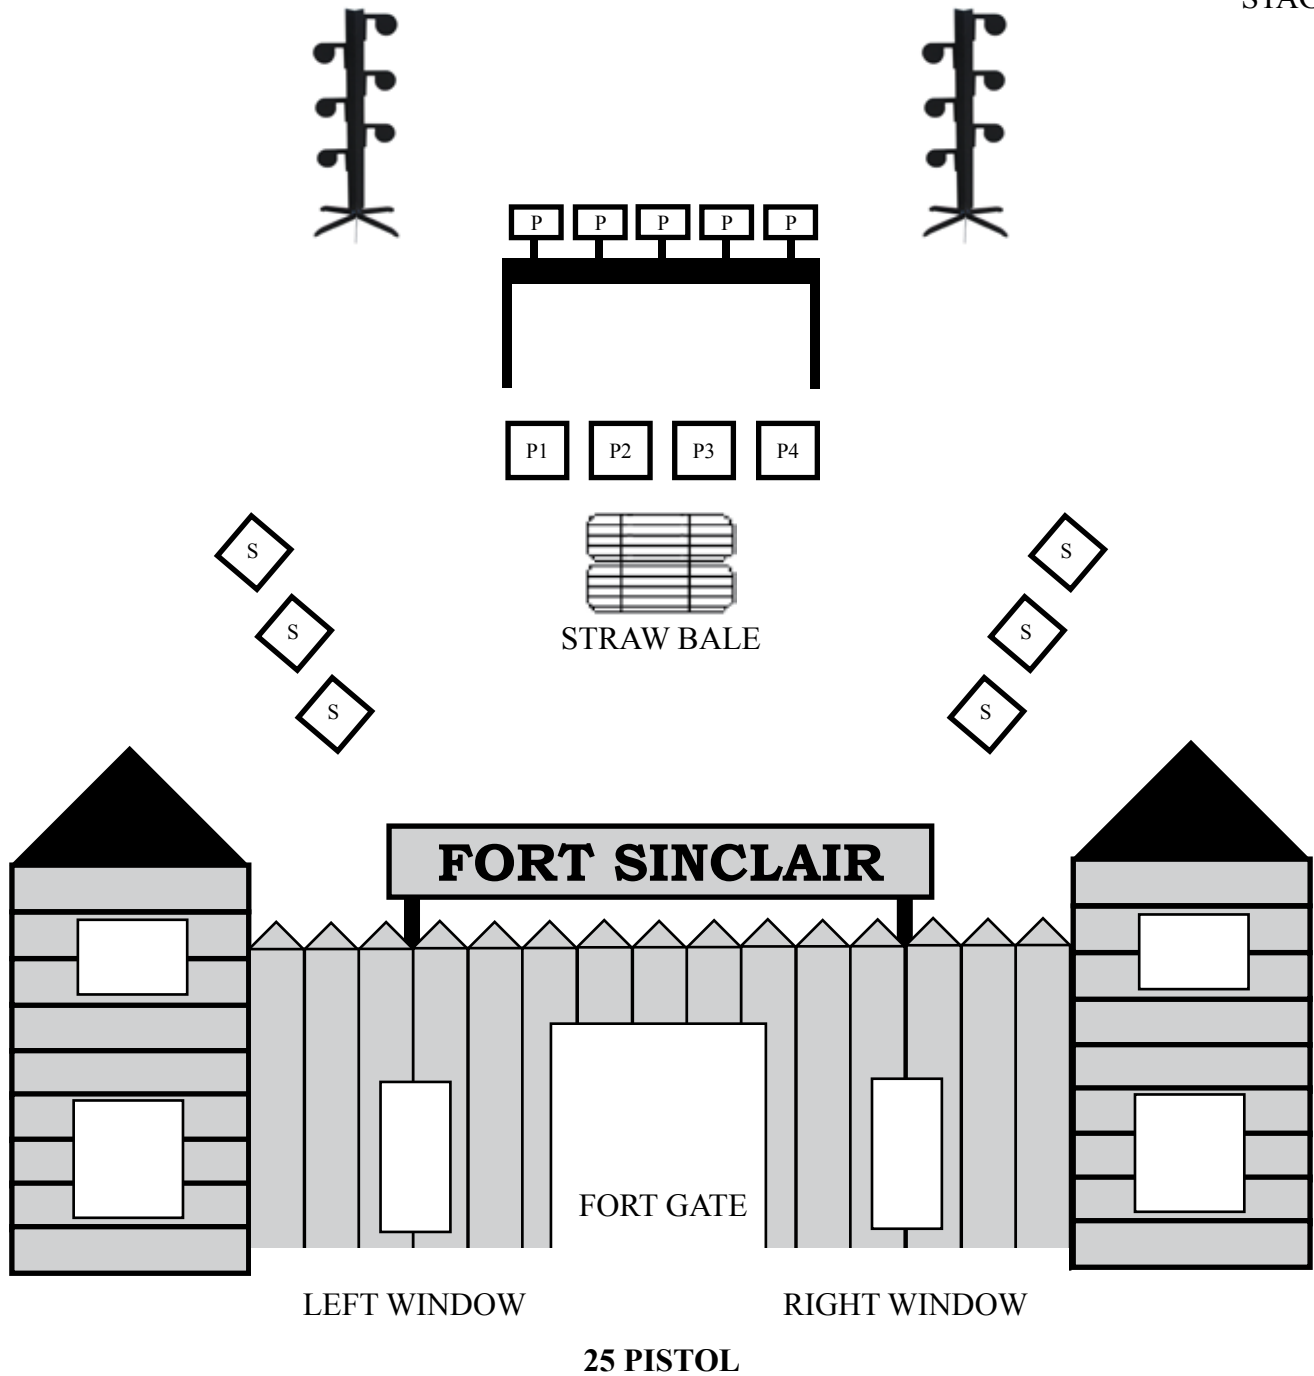 P P P P P
P1 P2 P3 P4
S S
STRAW BALE
S S
S S
FORT SINCLAIR
FORT GATE
LEFT WINDOW RIGHT WINDOW
25 PISTOL